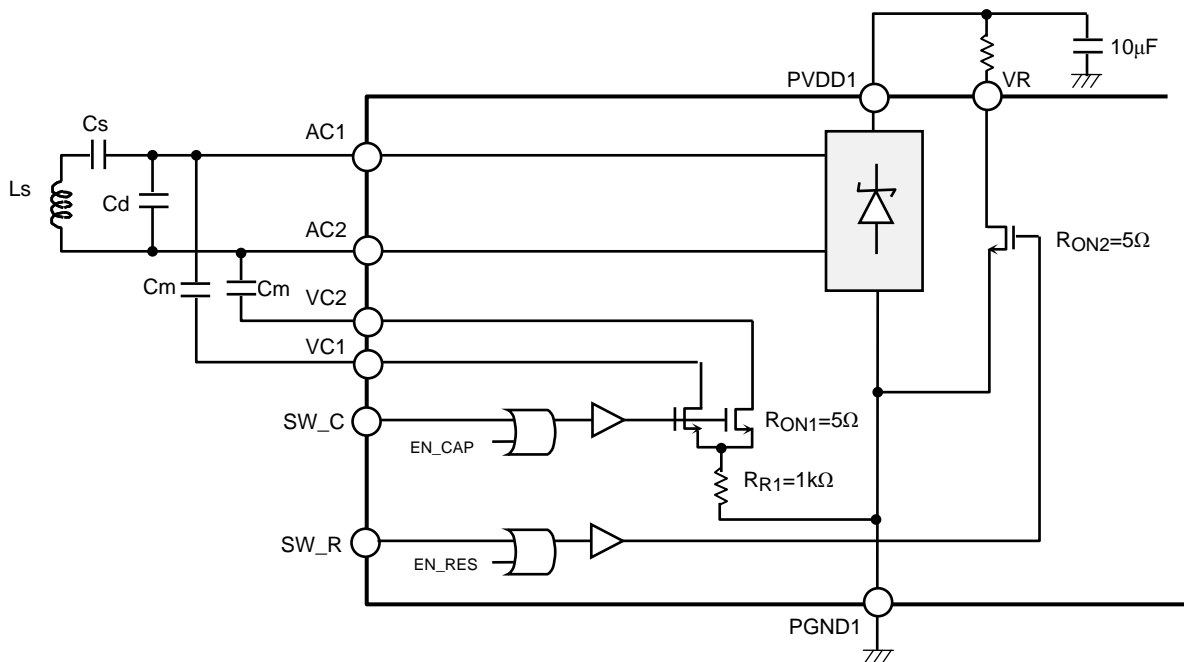 10μF
PVDD1
VR
Cs
AC1
Ls
Cd
AC2
RON2=5Ω
Cm
Cm
VC2
VC1
SW_C
EN_CAP
RON1=5Ω
RR1=1kΩ
SW_R
EN_RES
PGND1